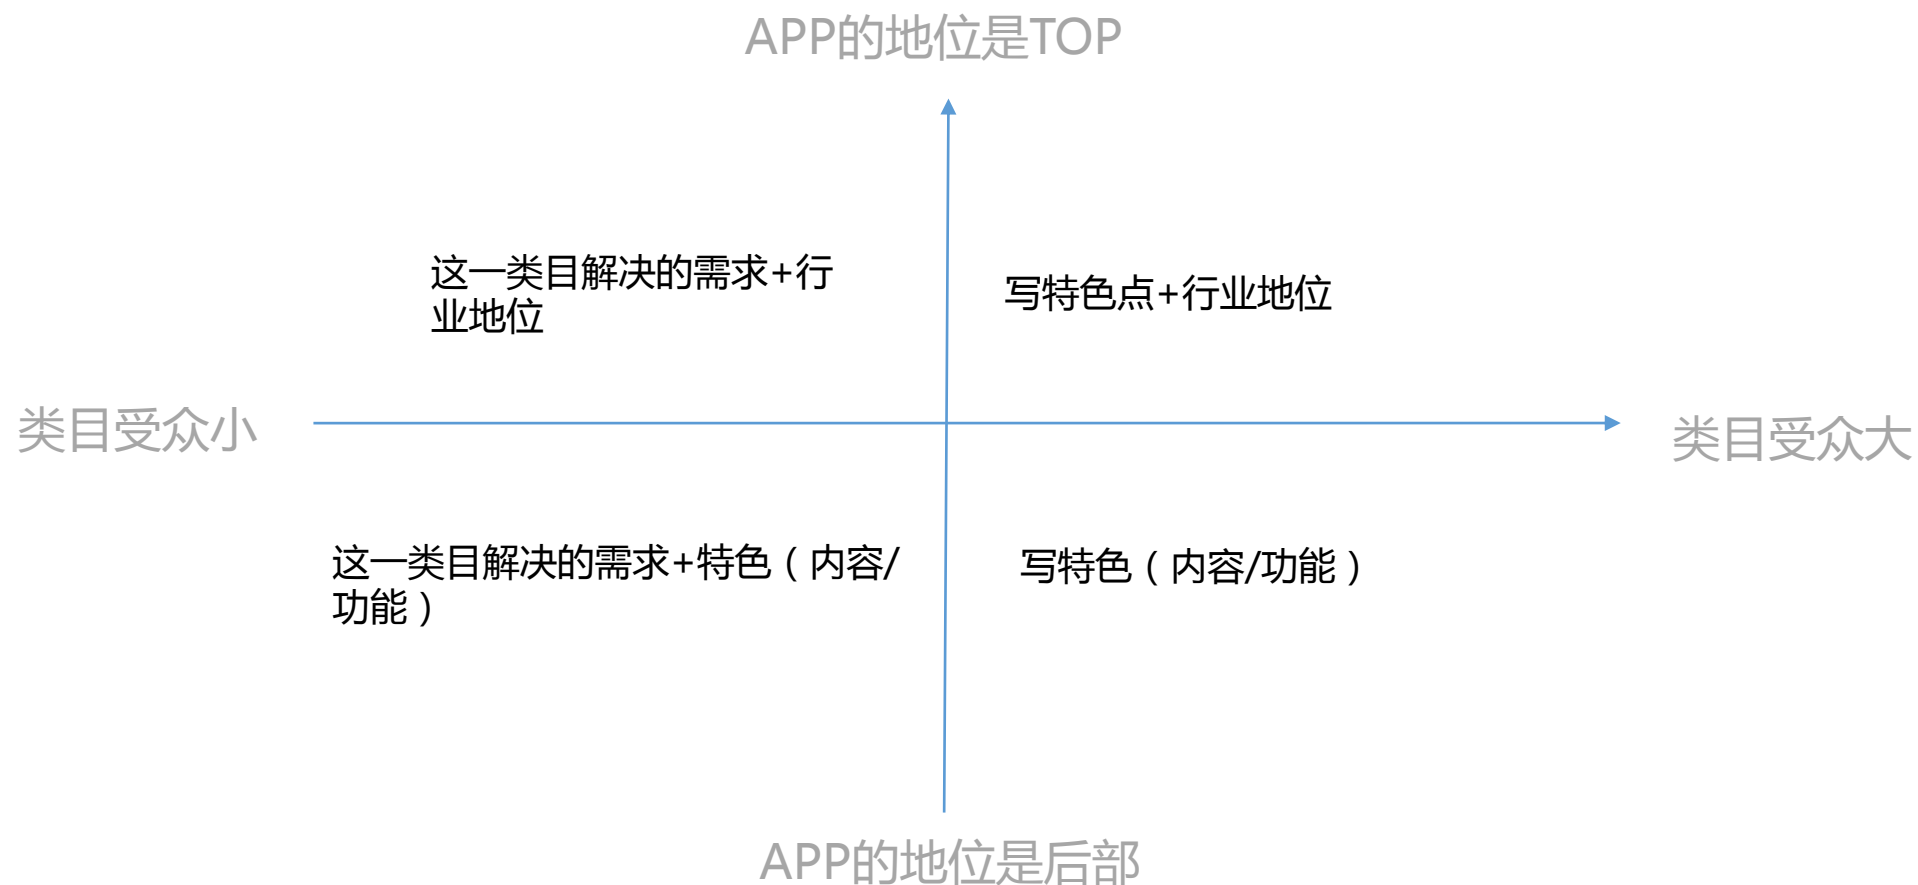 APP的地位是TOP
这一类目解决的需求+行
业地位
写特色点+行业地位
类目受众小
类目受众大
这一类目解决的需求+特色（内容/
功能）
写特色（内容/功能）
APP的地位是后部